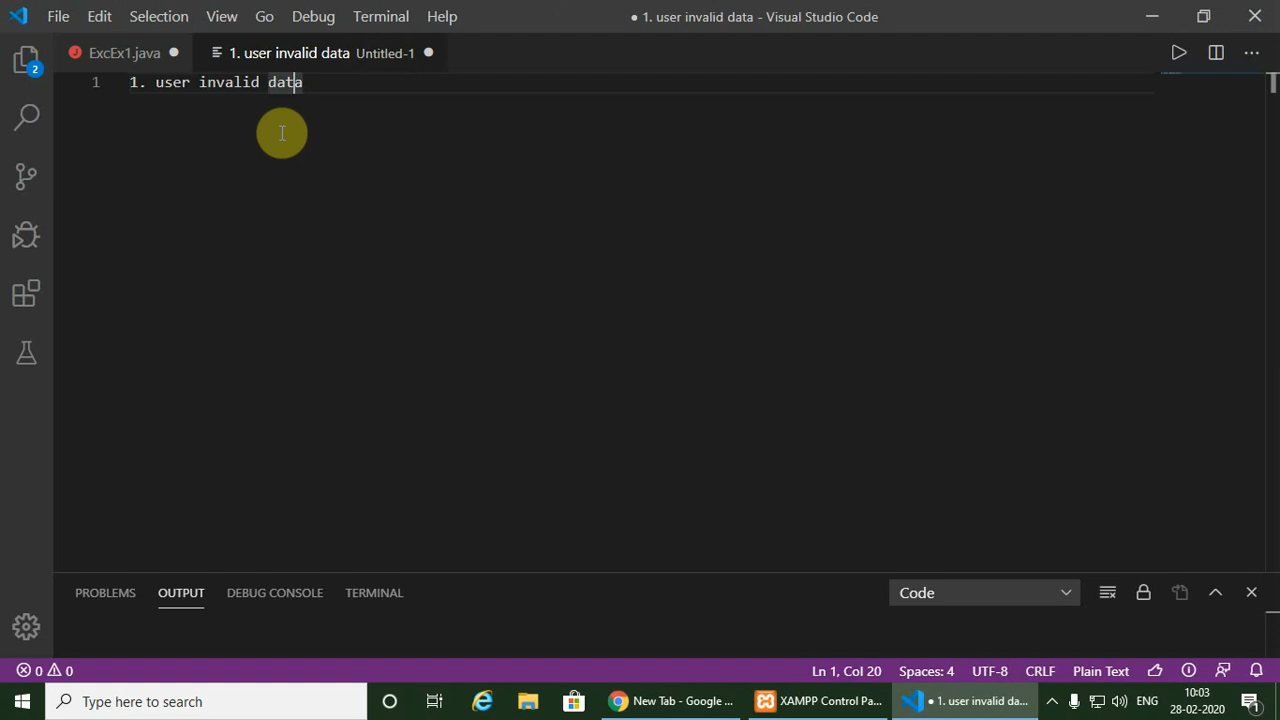 File Edit Selection View Go Debug Terminal Help ● 1. user invalid data - Visual Studio Code
ExcEx1.java ● 1. user invalid data Untitled-1 ●
1 1. user invalid data
2
PROBLEMS OUTPUT DEBUG CONSOLE TERMINAL Code
0 0 Ln 1, Col 20 Spaces: 4 UTF-8 CRLF Plain Text
Type here to search New Tab - Google ... XAMPP Control Pa... ● 1. user invalid da... ENG 10:03
28-02-2020 1